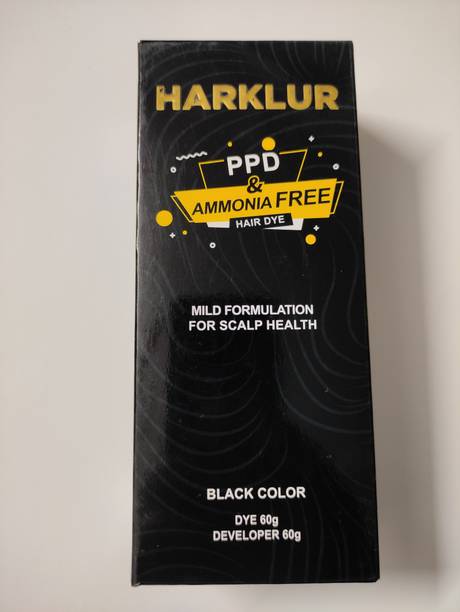 HARKLUR
PPD
&
AMMONIA FREE
HAIR DYE
MILD FORMULATION
FOR SCALP HEALTH
BLACK COLOR
DYE 60g
DEVELOPER 60g